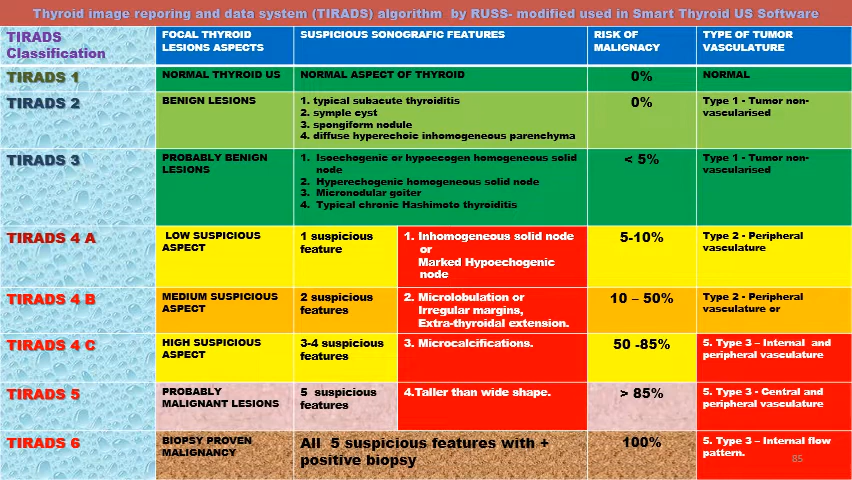 Thyroid image reporing and data system (TIRADS) algorithm by RUSS- modified used in Smart Thyroid US Software
TIRADS
Classification
FOCAL THYROID
LESIONS ASPECTS
SUSPICIOUS SONOGRAFIC FEATURES
RISK OF
MALIGNACY
TYPE OF TUMOR
VASCULATURE
TIRADS 1
NORMAL THYROID US
NORMAL ASPECT OF THYROID
0%
NORMAL
TIRADS 2
BENIGN LESIONS
1. typical subacute thyroiditis
2. symple cyst
3. spongiform nodule
4. diffuse hyperechoic inhomogeneous parenchyma
0%
Type 1 - Tumor non-
vascularised
TIRADS 3
PROBABLY BENIGN
LESIONS
1. Isoechogenic or hypoecogen homogeneous solid
node
2. Hyperechogenic homogeneous solid node
3. Micronodular goiter
4. Typical chronic Hashimoto thyroiditis
< 5%
Type 1 - Tumor non-
vascularised
TIRADS 4 A
LOW SUSPICIOUS
ASPECT
1 suspicious
feature
1. Inhomogeneous solid node
or
Marked Hypoechogenic
node
5-10%
Type 2 - Peripheral
vasculature
TIRADS 4 B
MEDIUM SUSPICIOUS
ASPECT
2 suspicious
features
2. Microlobulation or
Irregular margins,
Extra-thyroidal extension.
10 – 50%
Type 2 - Peripheral
vasculature or
TIRADS 4 C
HIGH SUSPICIOUS
ASPECT
3-4 suspicious
features
3. Microcalcifications.
50 -85%
5. Type 3 – Internal and
peripheral vasculature
TIRADS 5
PROBABLY
MALIGNANT LESIONS
5 suspicious
features
4.Taller than wide shape.
> 85%
5. Type 3 - Central and
peripheral vasculature
TIRADS 6
BIOPSY PROVEN
MALIGNANCY
All 5 suspicious features with +
positive biopsy
100%
5. Type 3 – Internal flow
pattern.
85